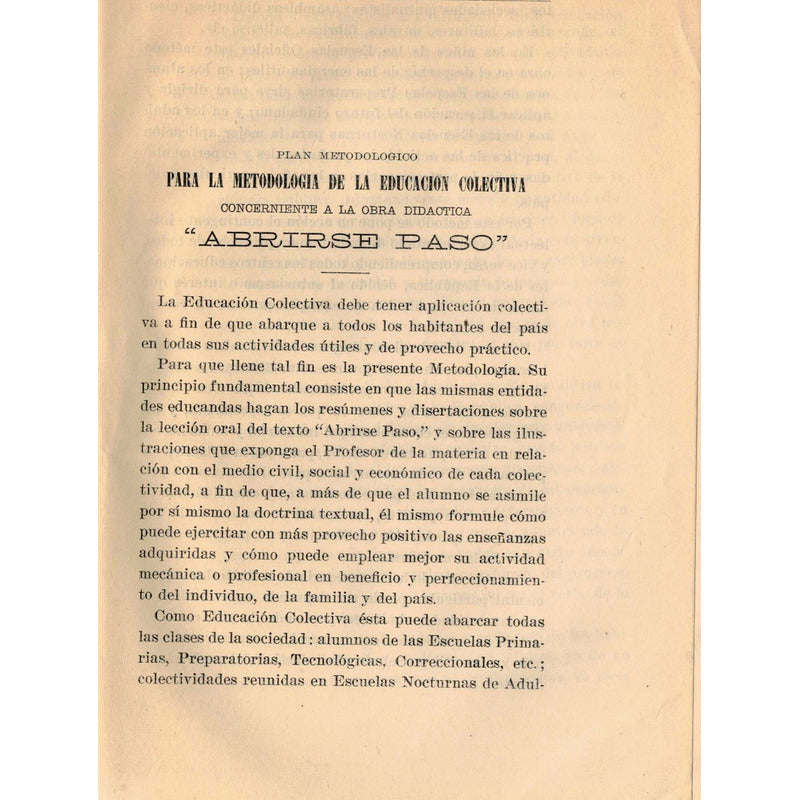 PLAN METODOLOGICO
PARA LA METODOLOGIA DE LA EDUCACION COLECTIVA
CONCERNIENTE A LA OBRA DIDACTICA
“ABRIRSE PASO”
La Educación Colectiva debe tener aplicación colecti-
va a fin de que abarque a todos los habitantes del país
en todas sus actividades útiles y de provecho práctico.
Para que llene tal fin es la presente Metodología. Su
principio fundamental consiste en que las mismas entida-
des educandas hagan los resúmenes y disertaciones sobre
la lección oral del texto “Abrirse Paso,” y sobre las ilus-
traciones que exponga el Profesor de la materia en rela-
ción con el medio civil, social y económico de cada colec-
tividad, a fin de que, a más de que el alumno se asimile
por sí mismo la doctrina textual, él mismo formule cómo
puede ejercitar con más provecho positivo las enseñanzas
adquiridas y cómo puede emplear mejor su actividad
mecánica o profesional en beneficio y perfeccionamien-
to del individuo, de la familia y del país.
Como Educación Colectiva ésta puede abarcar todas
las clases de la sociedad: alumnos de las Escuelas Prima-
rias, Preparatorias, Tecnológicas, Correccionales, etc.;
colectividades reunidas en Escuelas Nocturnas de Adul-